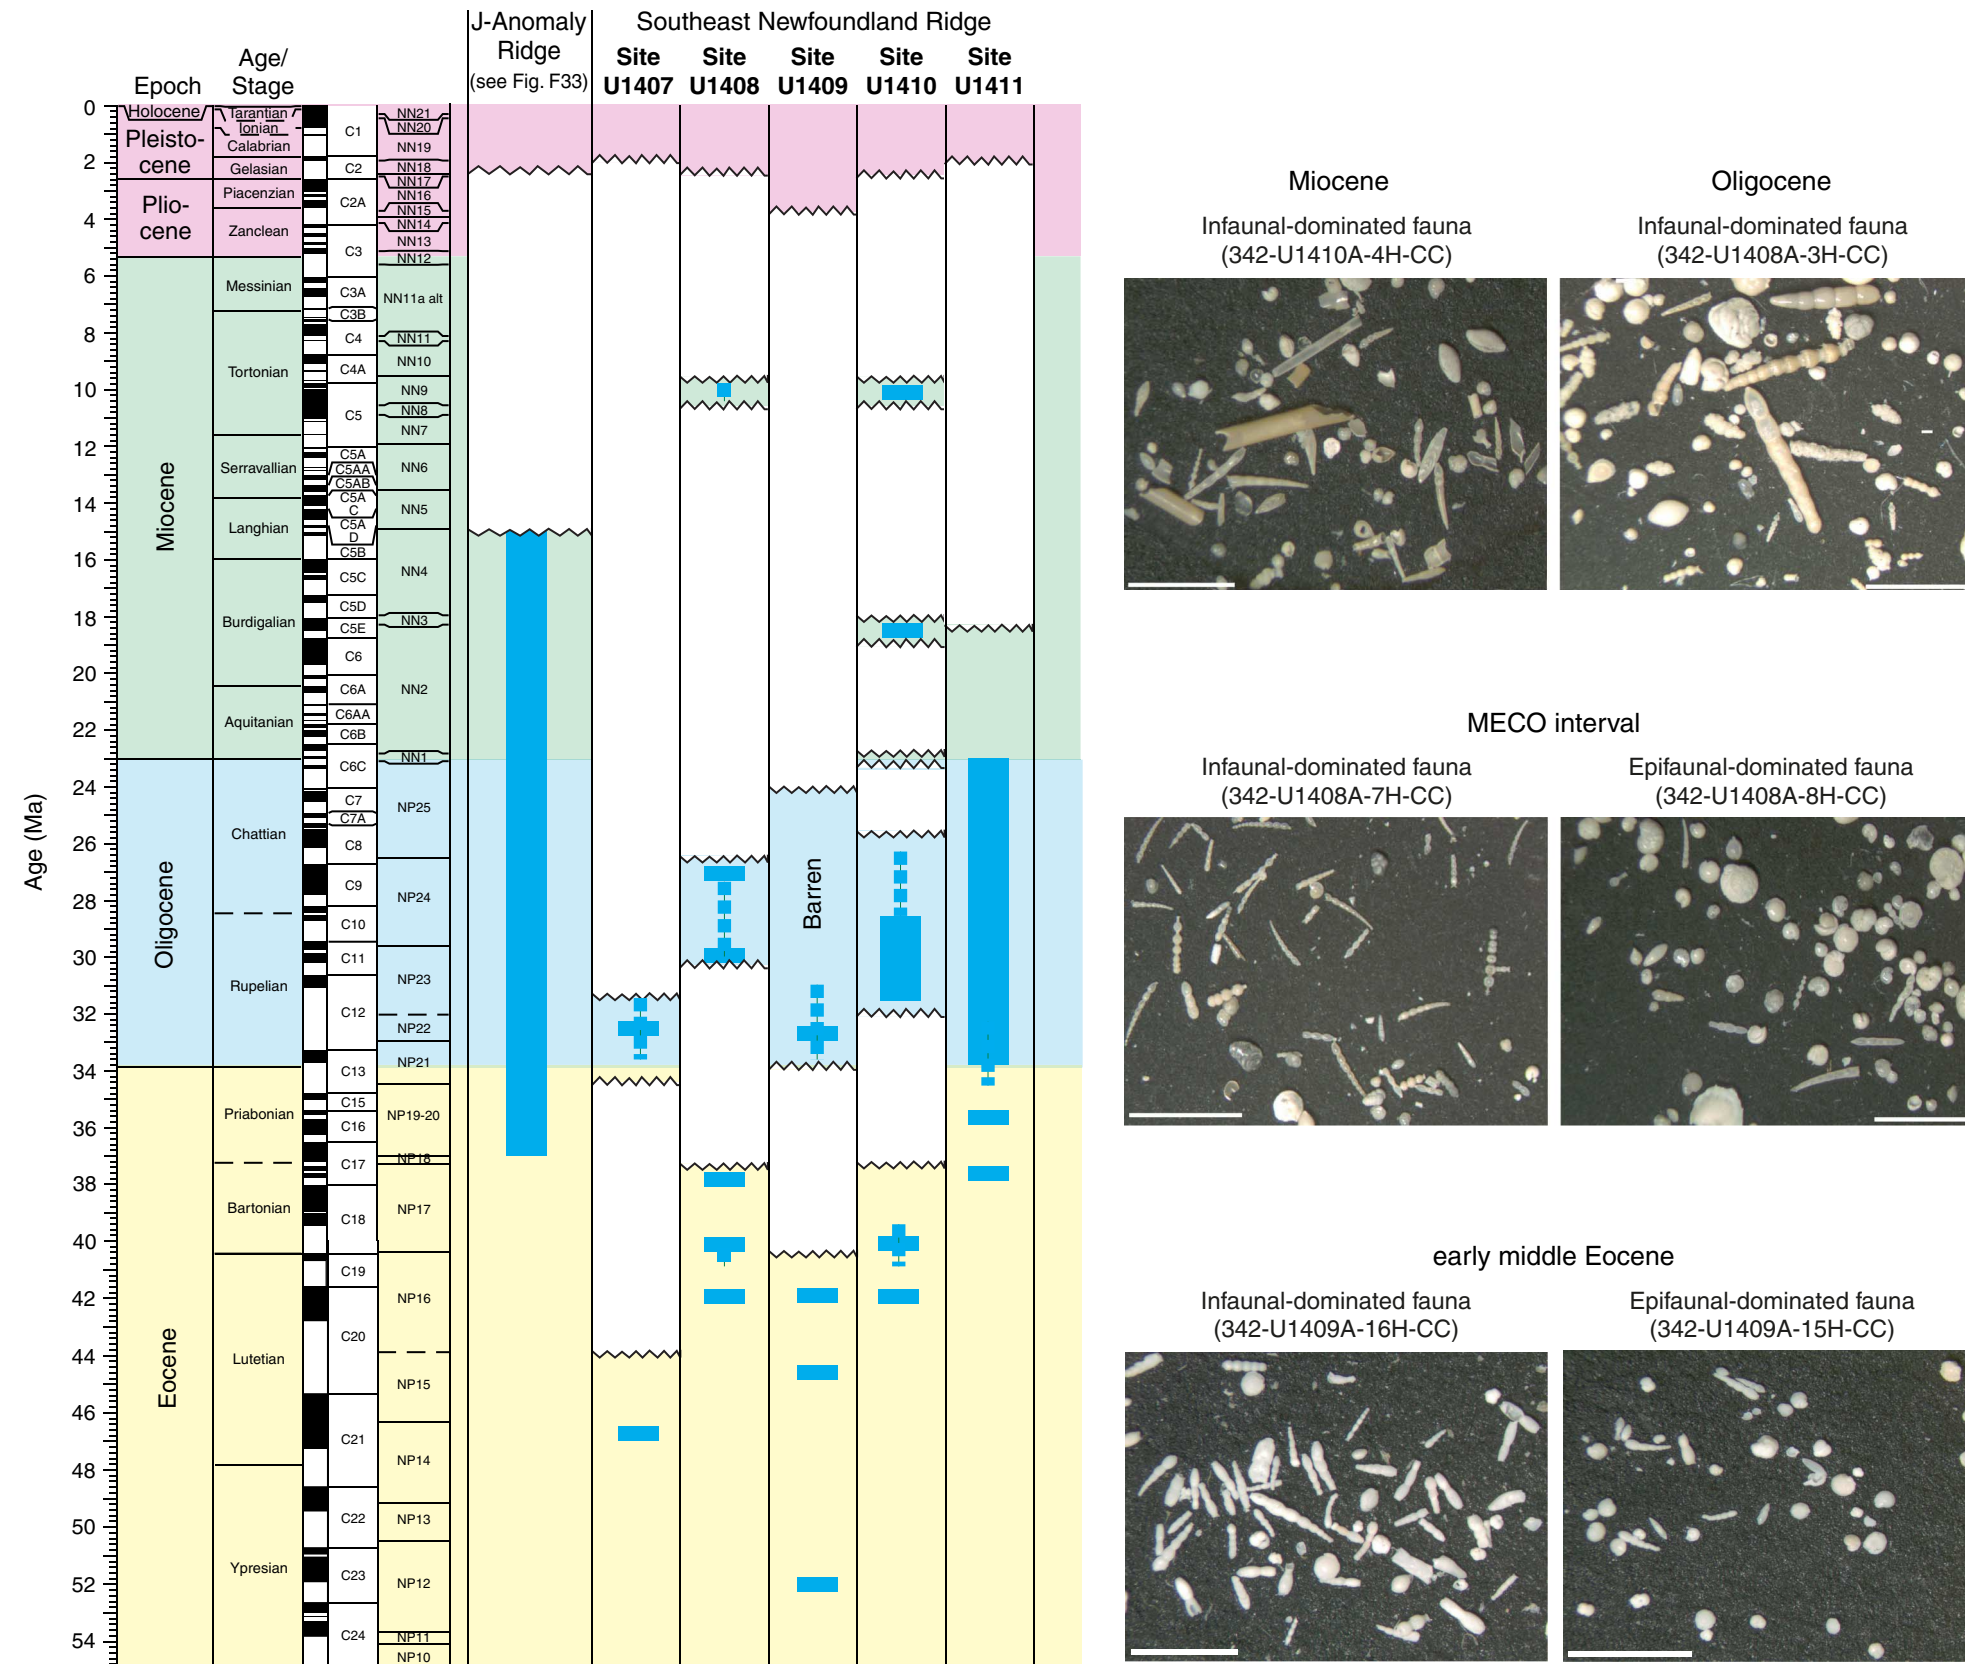 J-Anomaly
Ridge
(see Fig. F33)
Southeast Newfoundland Ridge
Site
U1407
Site
U1408
Site
U1409
Site
U1410
Site
U1411
Epoch
Age/
Stage
Age (Ma)
0
2
4
6
8
10
12
14
16
18
20
22
24
26
28
30
32
34
36
38
40
42
44
46
48
50
52
54
Holocene
Pleisto-
cene
Plio-
cene
Miocene
Oligocene
Eocene
Tarantian
Ionian
Calabrian
Gelasian
Piacenzian
Zanclean
Messinian
Tortonian
Serravallian
Langhian
Burdigalian
Aquitanian
Chattian
Rupelian
Priabonian
Bartonian
Lutetian
Ypresian
C1
C2
C2A
C3
C3A
C3B
C4
C4A
C5
C5A
C5AA
C5AB
C5A
C
C5A
D
C5B
C5C
C5D
C5E
C6
C6A
C6AA
C6B
C6C
C7
C7A
C8
C9
C10
C11
C12
C13
C15
C16
C17
C18
C19
C20
C21
C22
C23
C24
NN21
NN20
NN19
NN18
NN17
NN16
NN15
NN14
NN13
NN12
NN11a alt
NN11
NN10
NN9
NN8
NN7
NN6
NN5
NN4
NN3
NN2
NN1
NP25
NP24
NP23
NP22
NP21
NP19-20
NP18
NP17
NP16
NP15
NP14
NP13
NP12
NP11
NP10
Barren
Miocene
Infaunal-dominated fauna
(342-U1410A-4H-CC)
Oligocene
Infaunal-dominated fauna
(342-U1408A-3H-CC)
MECO interval
Infaunal-dominated fauna
(342-U1408A-7H-CC)
Epifaunal-dominated fauna
(342-U1408A-8H-CC)
early middle Eocene
Infaunal-dominated fauna
(342-U1409A-16H-CC)
Epifaunal-dominated fauna
(342-U1409A-15H-CC)